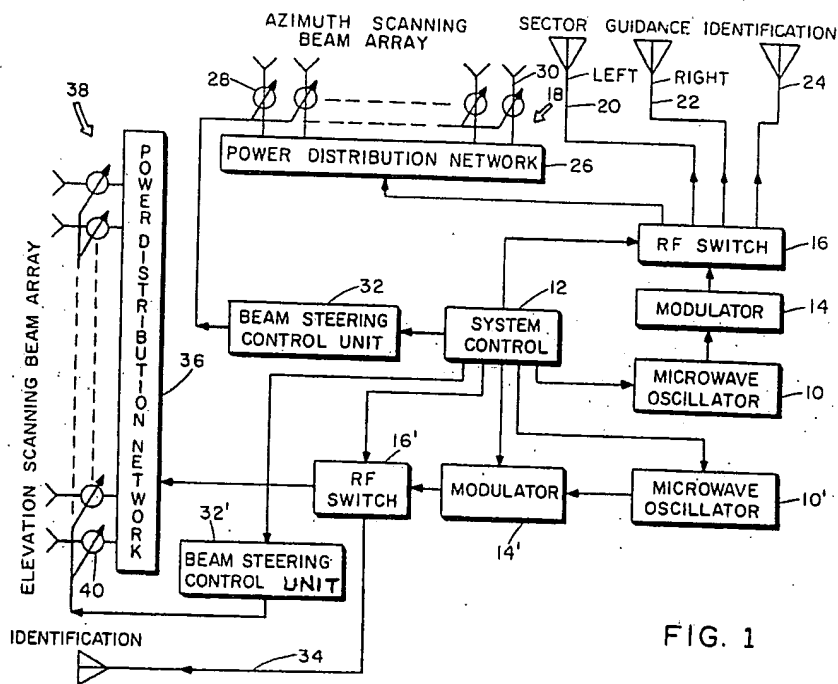 AZIMUTH SCANNING
BEAM ARRAY
SECTOR GUIDANCE IDENTIFICATION
28
30
18
LEFT
20
RIGHT
22
24
38
POWER DISTRIBUTION NETWORK
26
RF SWITCH
16
MODULATOR
14
MICROWAVE
OSCILLATOR
10
32
BEAM STEERING
CONTROL UNIT
12
SYSTEM
CONTROL
ELEVATION SCANNING BEAM ARRAY
POWER DISTRIBUTION NETWORK
36
16'
RF
SWITCH
MODULATOR
14'
MICROWAVE
OSCILLATOR
10'
32'
BEAM STEERING
CONTROL UNIT
40
IDENTIFICATION
34
FIG. 1